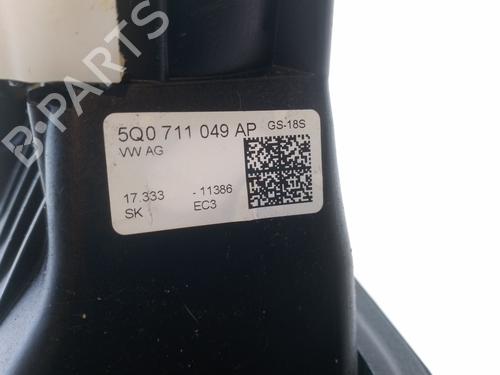 B-PARTS
5Q0 711 049 AP GS-18S
VW AG
17.333 - 11386
SK EC3